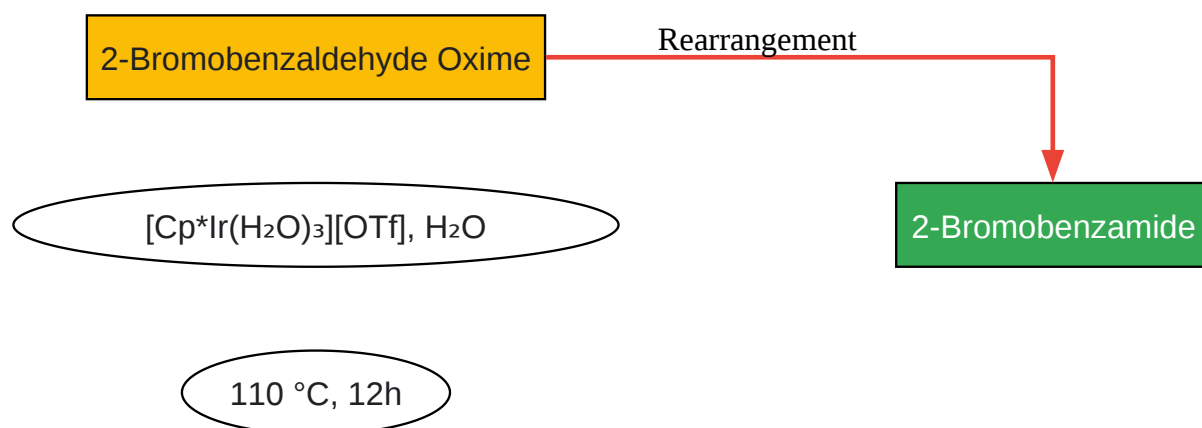 Rearrangement
2-Bromobenzaldehyde Oxime
[Cp*Ir(H₂O)₃][OTf], H₂O
2-Bromobenzamide
110 °C, 12h